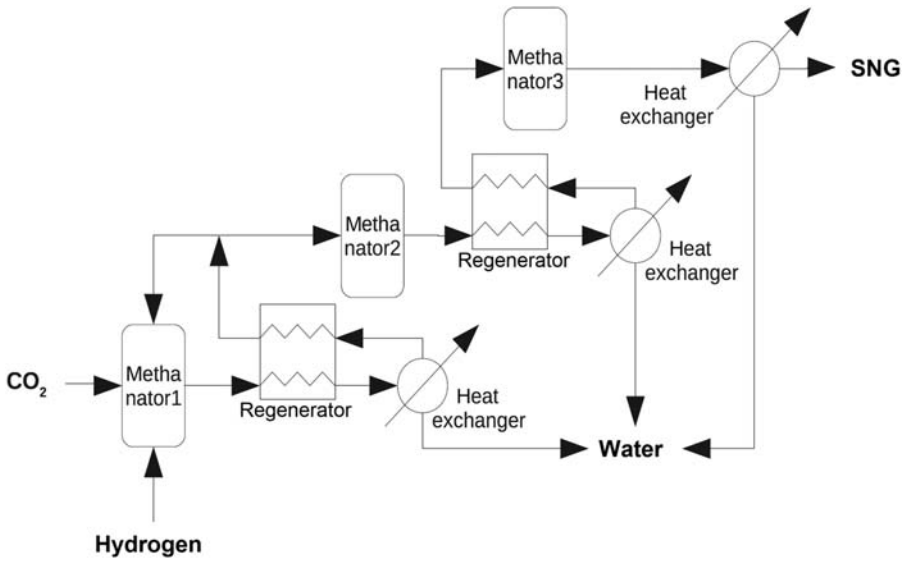 Metha
nator3
SNG
Heat
exchanger
Metha
nator2
Regenerator
Heat
exchanger
CO₂
Metha
nator1
Regenerator
Heat
exchanger
Water
Hydrogen